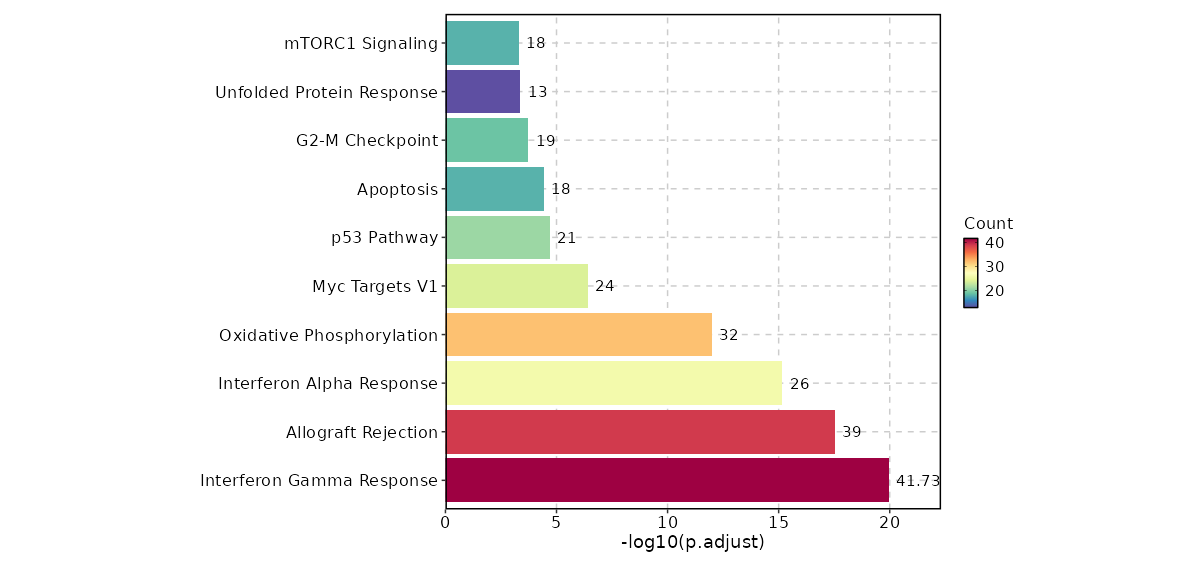 mTORC1 Signaling 18
Unfolded Protein Response 13
G2-M Checkpoint 19
Apoptosis 18
p53 Pathway 21
Myc Targets V1 24
Oxidative Phosphorylation 32
Interferon Alpha Response 26
Allograft Rejection 39
Interferon Gamma Response 41.73
0 5 10 15 20
-log10(p.adjust)
Count
40
30
20